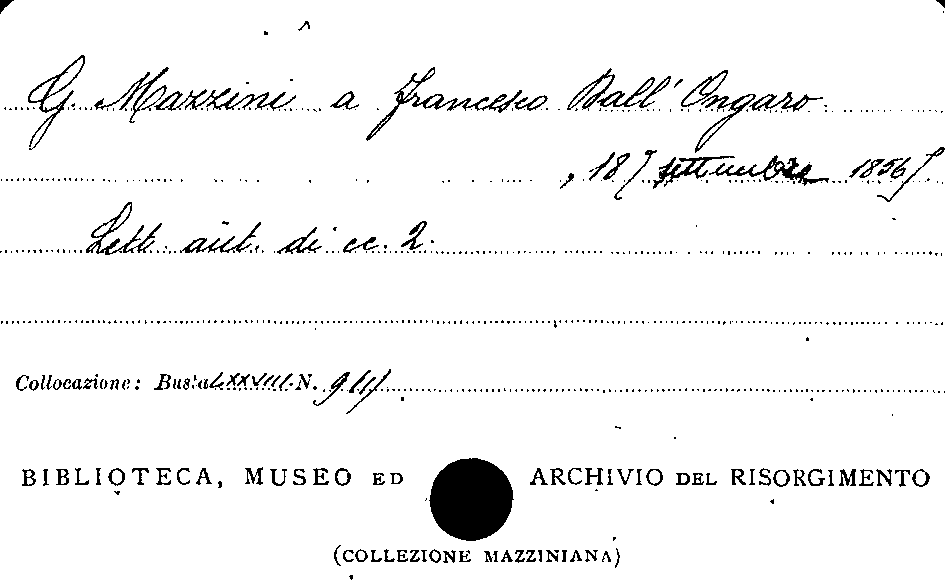 G. Mazzini a Francesco Dall' Ongaro.
, 18 [settembre 1856].
Lett. aut. di cc. 2.
Collocazione: Busta LXXVIII N. 9(1)
BIBLIOTECA, MUSEO ED ARCHIVIO DEL RISORGIMENTO
(COLLEZIONE MAZZINIANA)